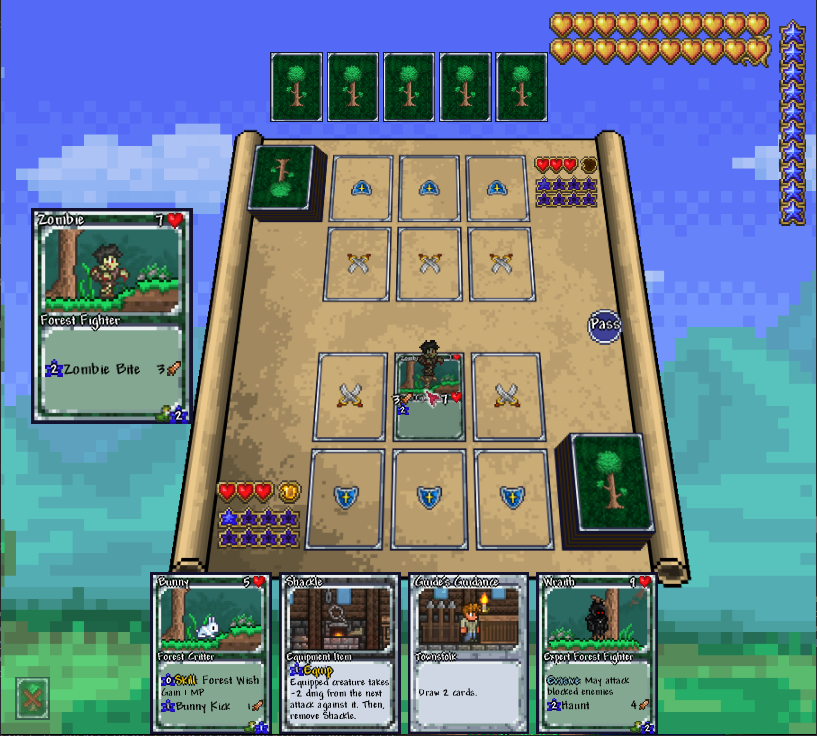 Zombie 7
Forest Fighter
2 Zombie Bite 3
2
Pass
3 7
2
Bunny 5
Forest Critter
0 Skill Forest Wish
Gain 1 MP
1 Bunny Kick 1
1
Shackle
Equipment Item
1 Equip
Equipped creature takes
-2 dmg from the next
attack against it. Then,
remove Shackle.
Guide's Guidance
Townsfolk
Draw 2 cards.
Wraith 9
Expert Forest Fighter
May attack
blocked enemies
2 Haunt 4
2